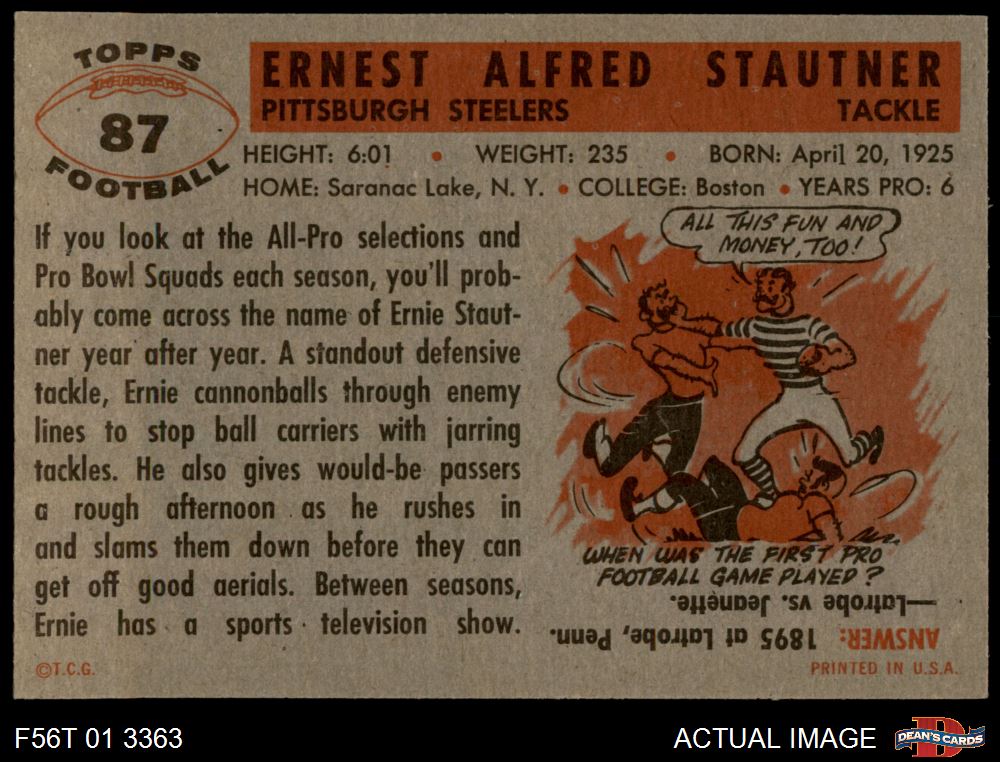 TOPPS
87
FOOTBALL
ERNEST ALFRED STAUTNER
PITTSBURGH STEELERS TACKLE
HEIGHT: 6:01 • WEIGHT: 235 • BORN: April 20, 1925
HOME: Saranac Lake, N. Y. • COLLEGE: Boston • YEARS PRO: 6
If you look at the All-Pro selections and
Pro Bowl Squads each season, you'll prob-
ably come across the name of Ernie Staut-
ner year after year. A standout defensive
tackle, Ernie cannonballs through enemy
lines to stop ball carriers with jarring
tackles. He also gives would-be passers
a rough afternoon as he rushes in
and slams them down before they can
get off good aerials. Between seasons,
Ernie has a sports television show.
©T.C.G.
ALL THIS FUN AND
MONEY, TOO!
WHEN WAS THE FIRST PRO
FOOTBALL GAME PLAYED?
ANSWER: 1895 at Latrobe, Penn.
—Latrobe vs. Jeanette.
PRINTED IN U.S.A.
F56T 01 3363
ACTUAL IMAGE
DEAN'S CARDS